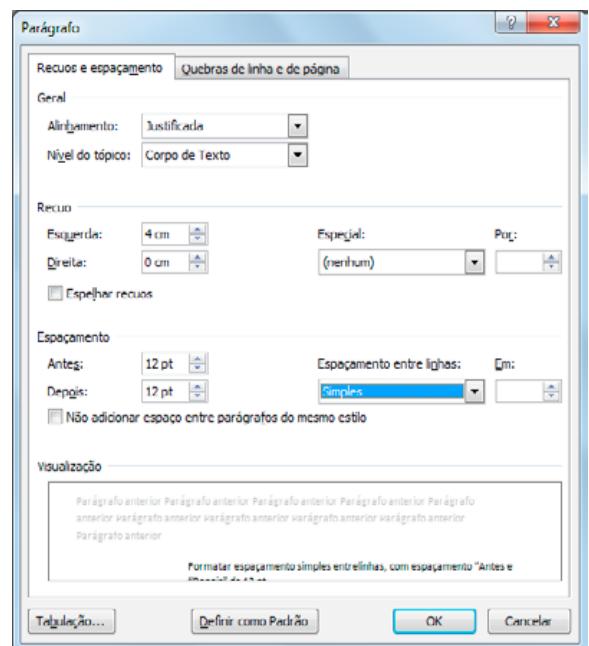 Parágrafo
Recuos e espaçamento Quebras de linha e de página
Geral
Alinhamento: Justificada
Nível do tópico: Corpo de Texto
Recuo
Esquerda: 4 cm Especial: Por:
Direita: 0 cm (nenhum)
Espelhar recuos
Espaçamento
Antes: 12 pt Espaçamento entre linhas: Em:
Depois: 12 pt Simples
Não adicionar espaço entre parágrafos do mesmo estilo
Visualização
Parágrafo anterior Parágrafo anterior Parágrafo anterior Parágrafo anterior Parágrafo
anterior Parágrafo anterior Parágrafo anterior Parágrafo anterior Parágrafo anterior
Parágrafo anterior
Formatar espaçamento simples entrelinhas, com espaçamento "Antes e
Tabulação... Definir como Padrão OK Cancelar